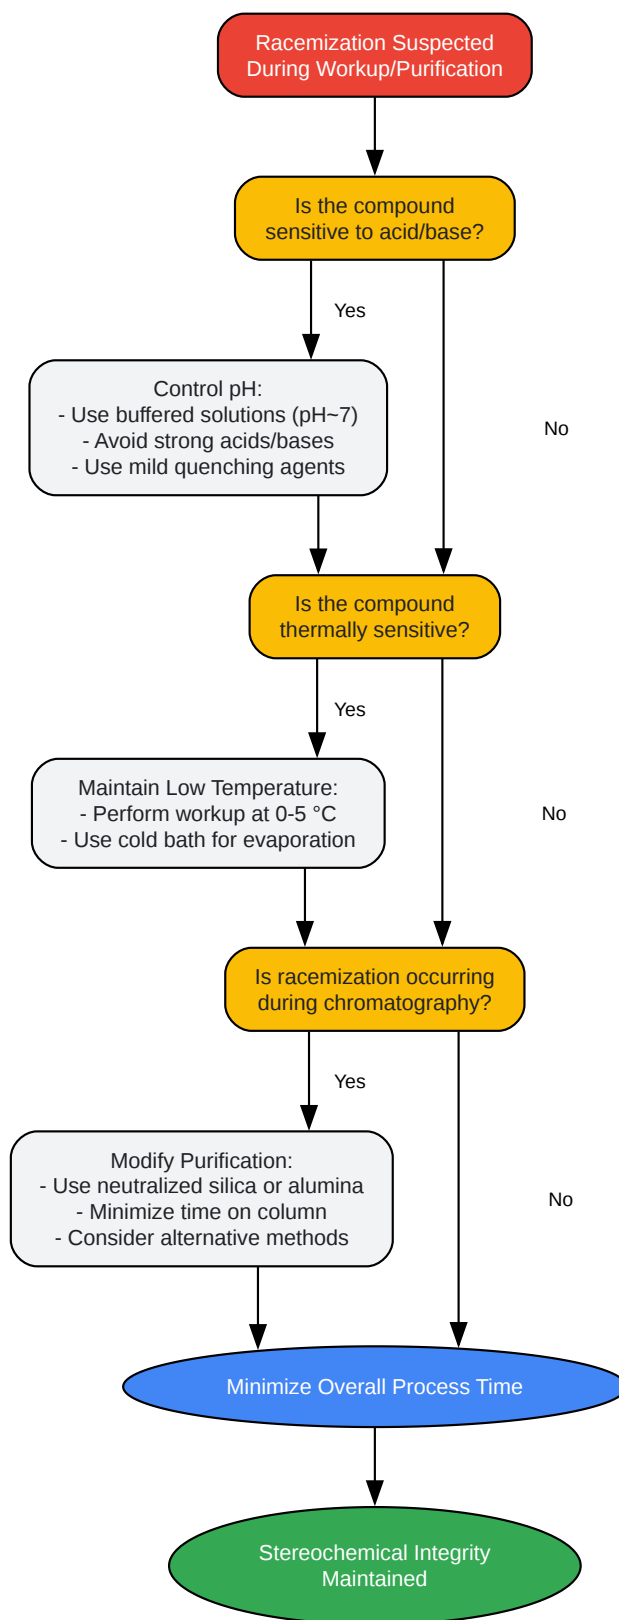 Racemization Suspected
During Workup/Purification
Is the compound
sensitive to acid/base?
Yes
Control pH:
- Use buffered solutions (pH~7)
- Avoid strong acids/bases
- Use mild quenching agents
No
Is the compound
thermally sensitive?
Yes
Maintain Low Temperature:
- Perform workup at 0-5 °C
- Use cold bath for evaporation
No
Is racemization occurring
during chromatography?
Yes
Modify Purification:
- Use neutralized silica or alumina
- Minimize time on column
- Consider alternative methods
No
Minimize Overall Process Time
Stereochemical Integrity
Maintained